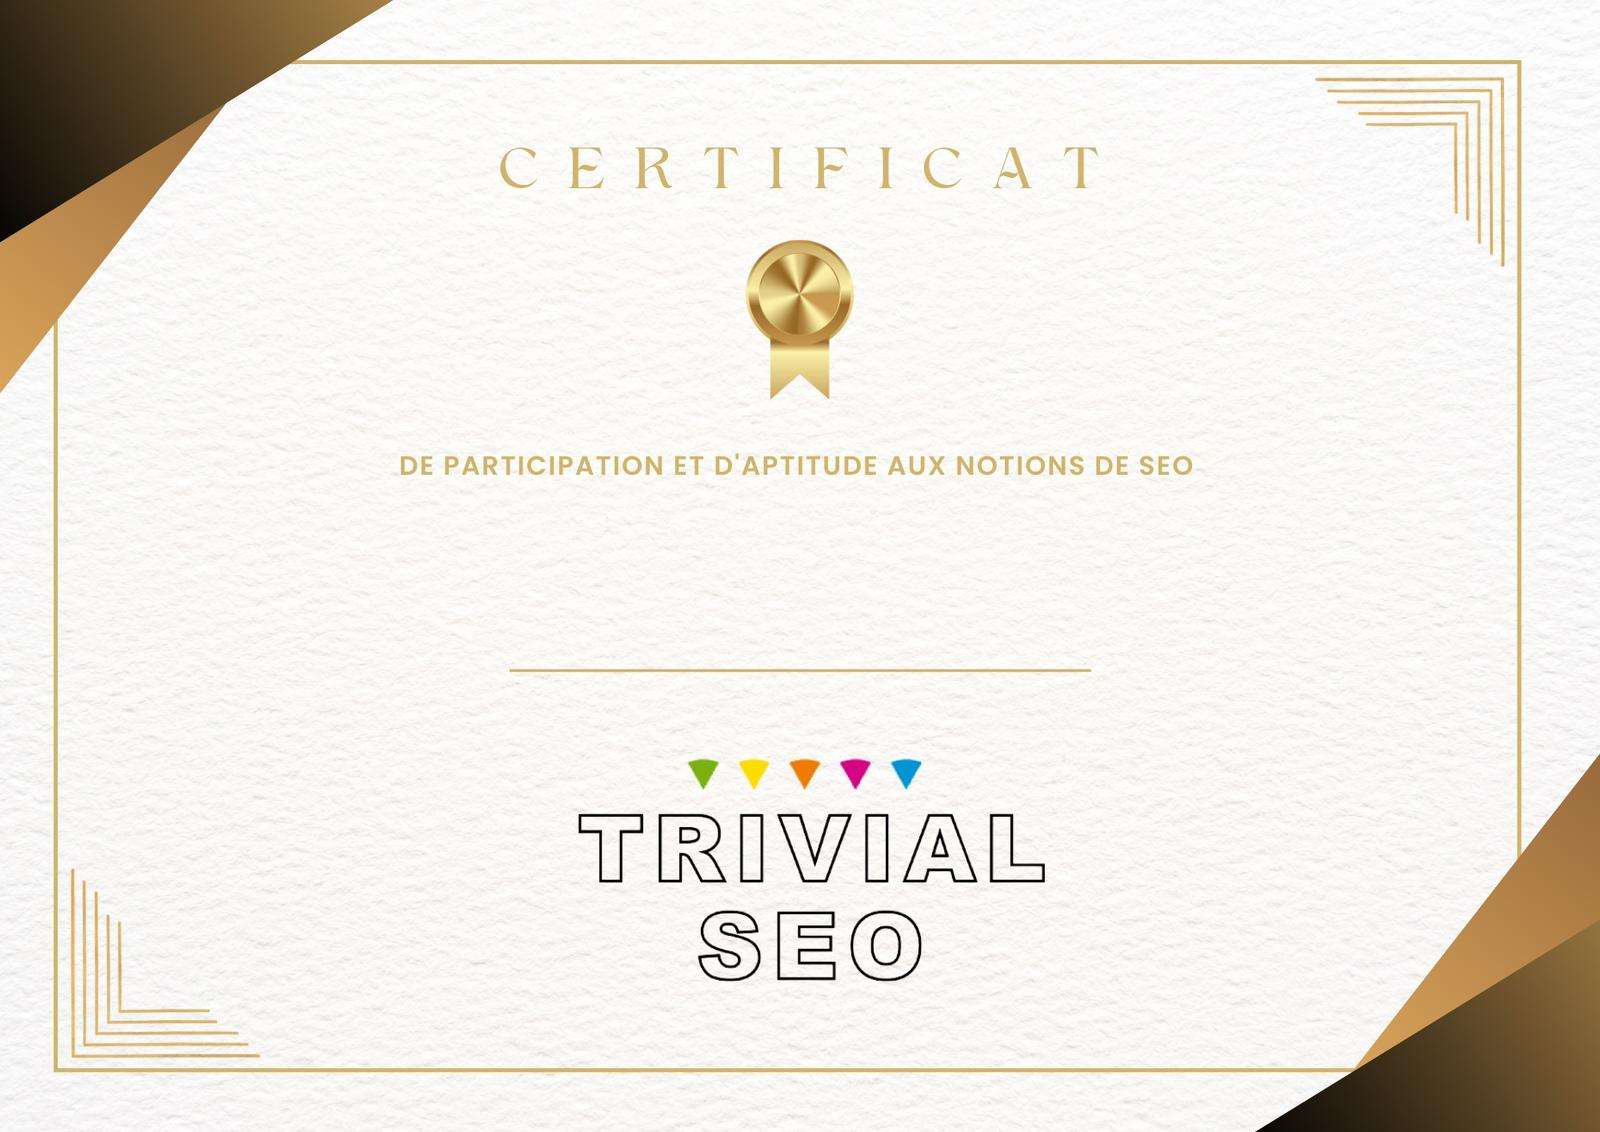 CERTIFICAT
DE PARTICIPATION ET D'APTITUDE AUX NOTIONS DE SEO
TRIVIAL
SEO